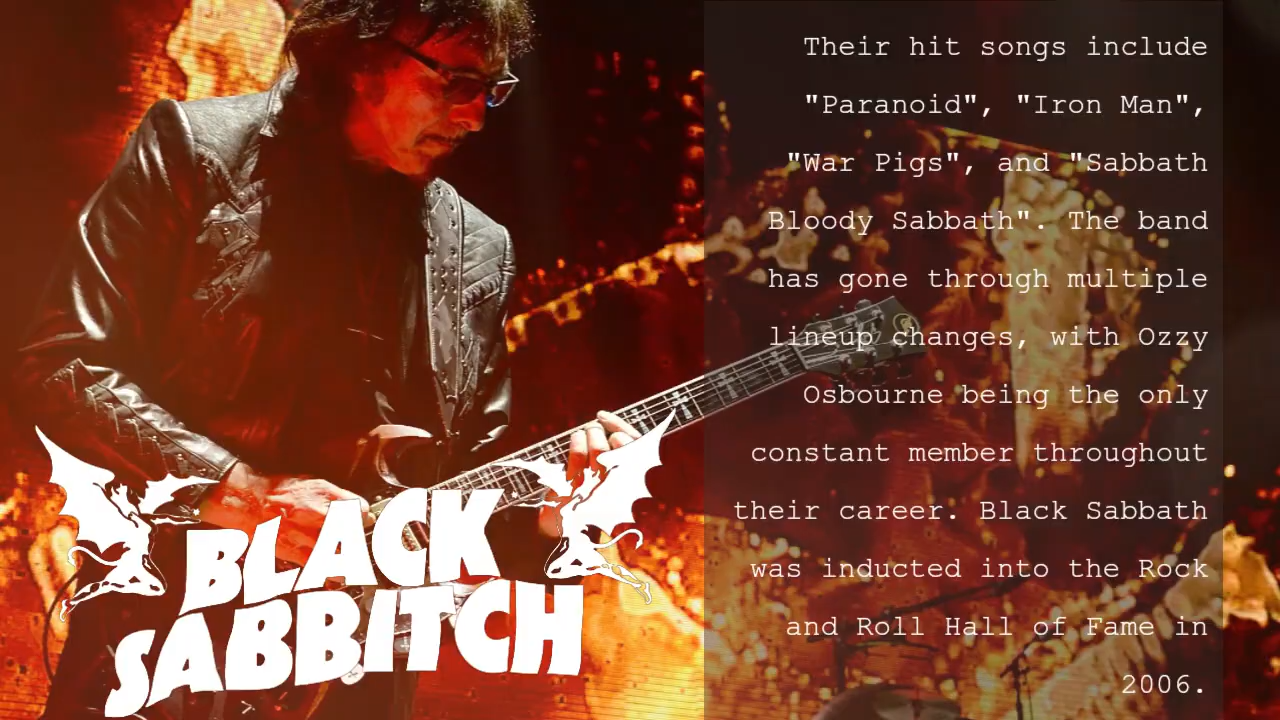 BLACK
SABBITCH
Their hit songs include
"Paranoid", "Iron Man",
"War Pigs", and "Sabbath
Bloody Sabbath". The band
has gone through multiple
lineup changes, with Ozzy
Osbourne being the only
constant member throughout
their career. Black Sabbath
was inducted into the Rock
and Roll Hall of Fame in
2006.